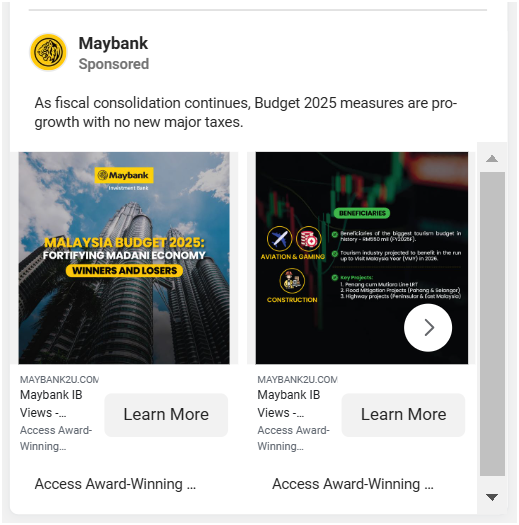 Maybank
Sponsored
As fiscal consolidation continues, Budget 2025 measures are pro-
growth with no new major taxes.
Maybank
Investment Bank
MALAYSIA BUDGET 2025:
FORTIFYING MADANI ECONOMY
WINNERS AND LOSERS
MAYBANK2U.COM
Maybank IB
Views -...
Access Award-
Winning...
Learn More
Access Award-Winning ...
BENEFICIARIES
AVIATION & GAMING
CONSTRUCTION
Beneficiaries of the biggest tourism budget in
history - RM550 mil (FY2025F).
Tourism industry projected to benefit in the run
up to Visit Malaysia Year (VMY) in 2026.
Key Projects:
1. Penang cum Mutiara Line LRT
2. Flood Mitigation Projects (Pahang & Selangor)
3. Highway projects (Peninsular & East Malaysia)
MAYBANK2U.COM
Maybank IB
Views -...
Access Award-
Winning...
Learn More
Access Award-Winning ...